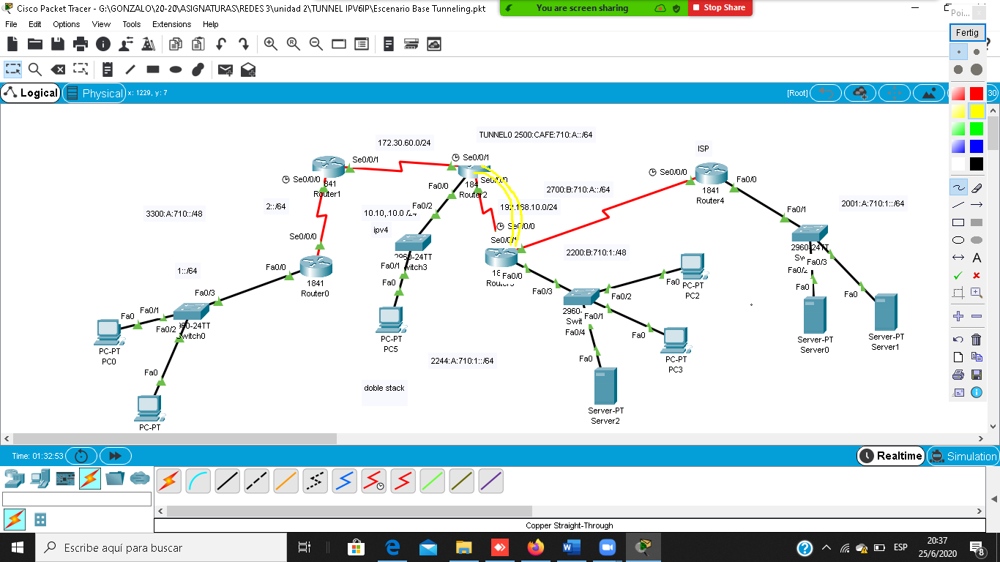 Cisco Packet Tracer - G:\GONZALO\20-20\ASIGNATURAS\REDES 3\unidad 2\TUNNEL IPV6IP\Escenario Base Tunneling.pkt
You are screen sharing
Stop Share
Poi...
File Edit Options View Tools Extensions Help
Fertig
Logical
Physical
x: 1229, y: 7
[Root]
30
172.30.60.0/24
TUNNEL0 2500:CAFE:710:A::/64
ISP
Se0/0/1
Se0/0/1
Se0/0/0
841
Router1
Fa0/0
184
Router2
Se0/0/0
Se0/0/0
1841
Router4
Fa0/0
2700:B:710:A::/64
2001:A:710:1::/64
2::/64
3300:A:710::/48
Fa0/2
192.168.10.0/24
10.10,.10.0 /24
Fa0/1
ipv4
Se0/0/0
Se0/0/0
Se0/0/1
2960-24TT
Switch3
2960-24TT
Fa0/3
Fa0/2
2200:B:710:1:/48
Fa0/1
Fa0/0
1841
Router0
1::/64
Fa0/0
Fa0
Fa0
PC-PT
PC2
Fa0/3
Fa0
Fa0
Fa0/3
Fa0/2
2960-
Swit
Fa0/1
Fa0/4
Fa0/1
Fa0
Fa0/2
60-24TT
witch0
PC-PT
PC5
Fa0
PC-PT
PC3
Server-PT
Server0
Server-PT
Server1
PC-PT
PC0
2244:A:710:1::/64
Fa0
Fa0
doble stack
Server-PT
Server2
PC-PT
Time: 01:32:53
Realtime
Simulation
Copper Straight-Through
Escribe aquí para buscar
ESP
20:37
25/6/2020
8